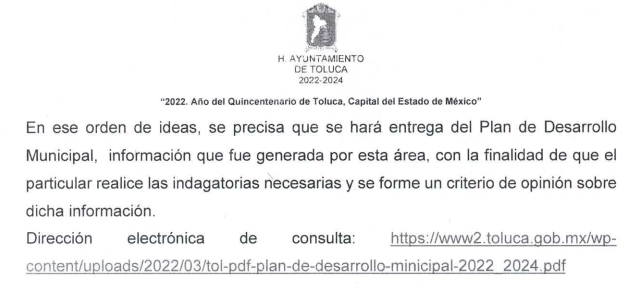 H. AYUNTAMIENTO
DE TOLUCA
2022-2024
"2022. Año del Quincentenario de Toluca, Capital del Estado de México"
En ese orden de ideas, se precisa que se hará entrega del Plan de Desarrollo
Municipal, información que fue generada por esta área, con la finalidad de que el
particular realice las indagatorias necesarias y se forme un criterio de opinión sobre
dicha información.
Dirección electrónica de consulta: https://www2.toluca.gob.mx/wp-
content/uploads/2022/03/tol-pdf-plan-de-desarrollo-minicipal-2022_2024.pdf